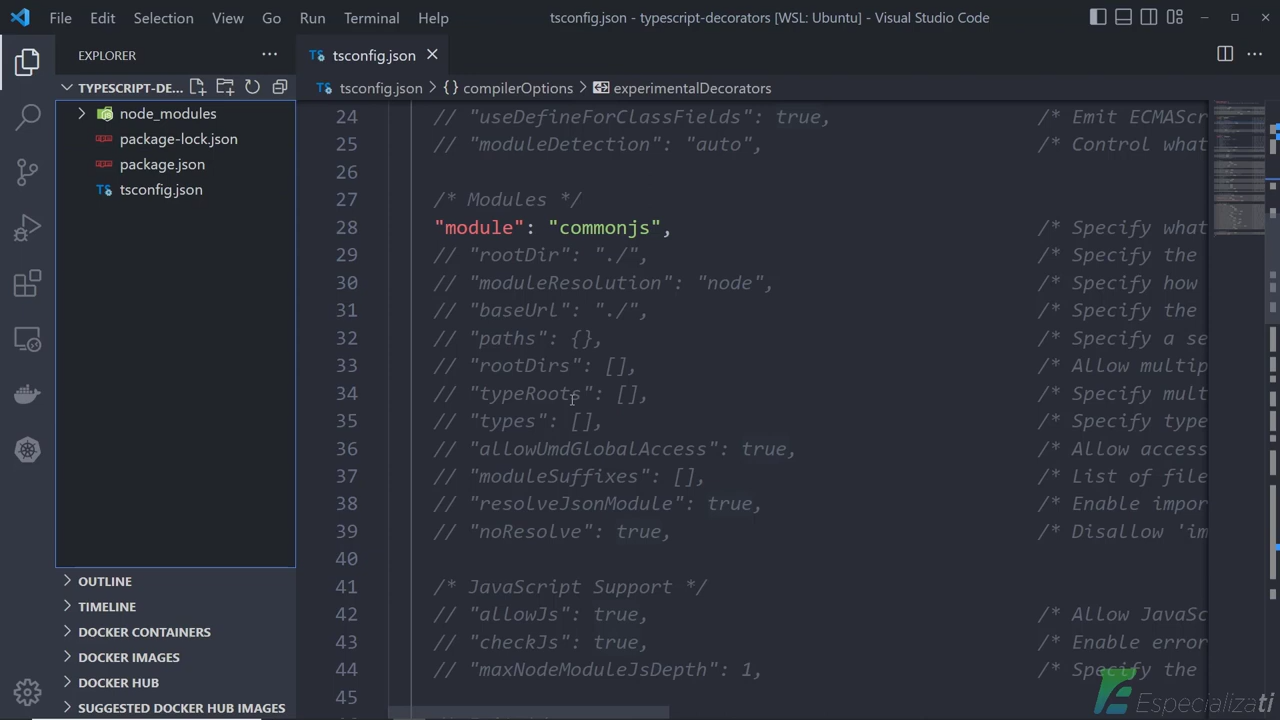 File Edit Selection View Go Run Terminal Help tsconfig.json - typescript-decorators [WSL: Ubuntu] - Visual Studio Code
EXPLORER
TYPESCRIPT-DE...
node_modules
package-lock.json
package.json
TS tsconfig.json
OUTLINE
TIMELINE
DOCKER CONTAINERS
DOCKER IMAGES
DOCKER HUB
SUGGESTED DOCKER HUB IMAGES
TS tsconfig.json
TS tsconfig.json > {} compilerOptions > experimentalDecorators
24 // "useDefineForClassFields": true, /* Emit ECMAScr
25 // "moduleDetection": "auto", /* Control what
26
27 /* Modules */
28 "module": "commonjs", /* Specify what
29 // "rootDir": "./", /* Specify the
30 // "moduleResolution": "node", /* Specify how
31 // "baseUrl": "./", /* Specify the
32 // "paths": {}, /* Specify a se
33 // "rootDirs": [], /* Allow multip
34 // "typeRoots": [], /* Specify mult
35 // "types": [], /* Specify type
36 // "allowUmdGlobalAccess": true, /* Allow access
37 // "moduleSuffixes": [], /* List of file
38 // "resolveJsonModule": true, /* Enable impor
39 // "noResolve": true, /* Disallow 'im
40
41 /* JavaScript Support */
42 // "allowJs": true, /* Allow JavaSc
43 // "checkJs": true, /* Enable error
44 // "maxNodeModuleJsDepth": 1, /* Specify the
45
Especializati